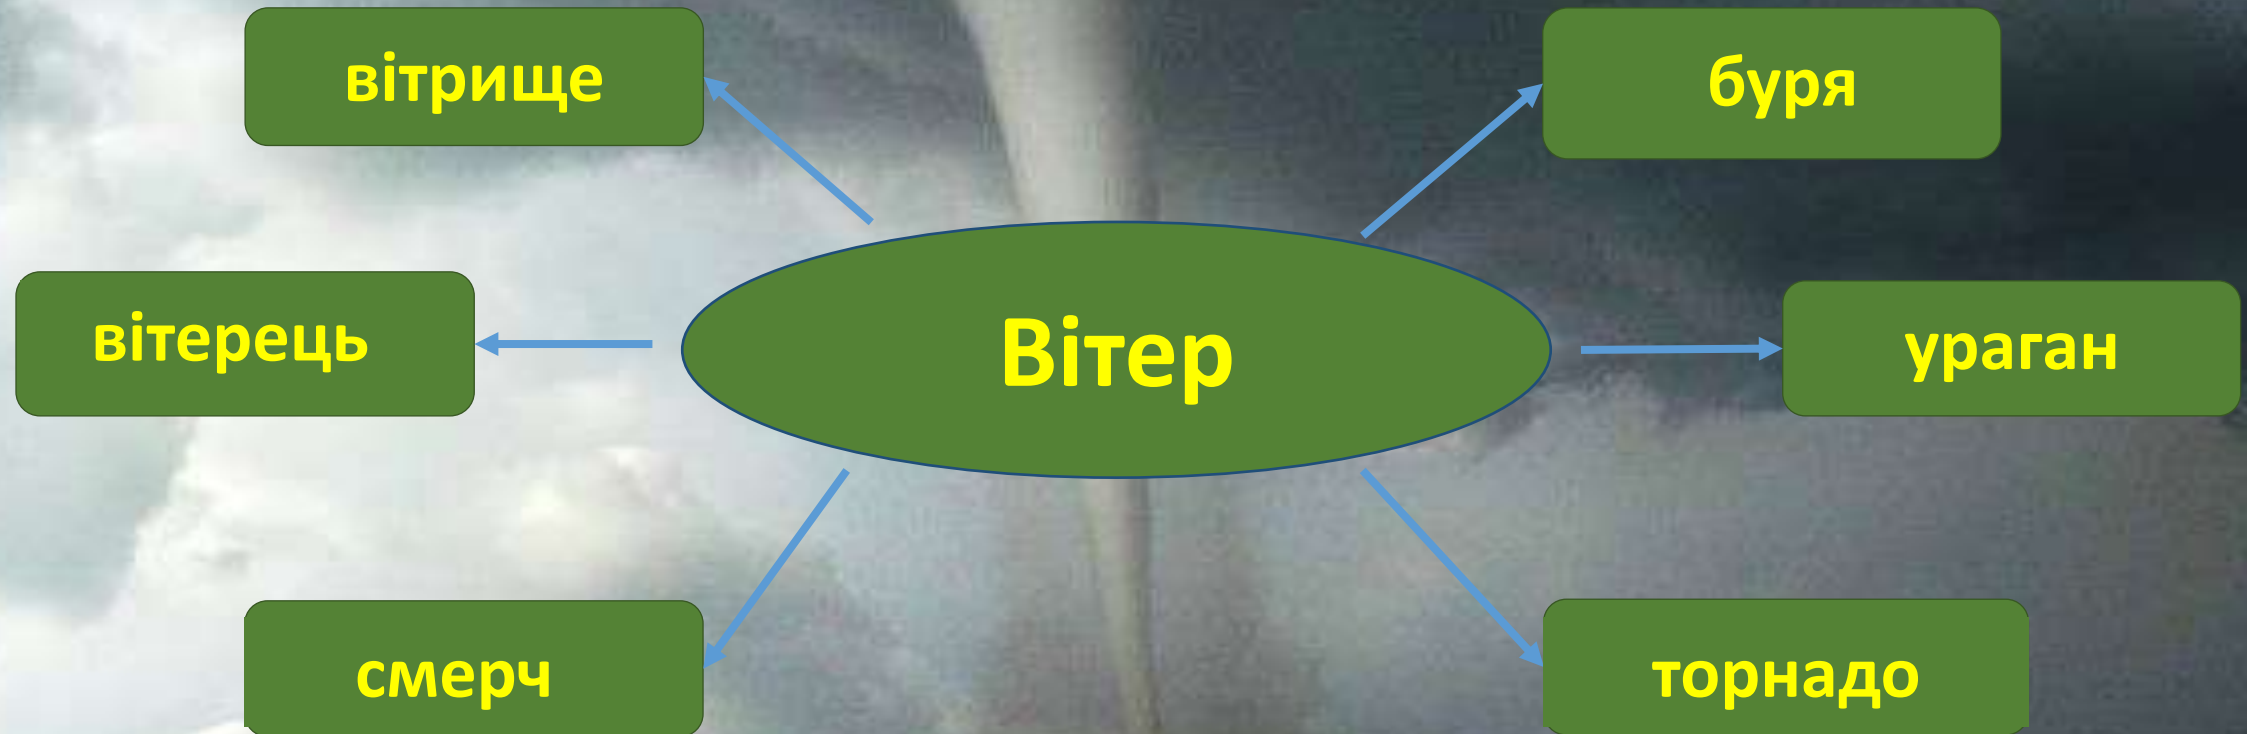 вітрище
буря
вітерець
Вітер
ураган
смерч
торнадо